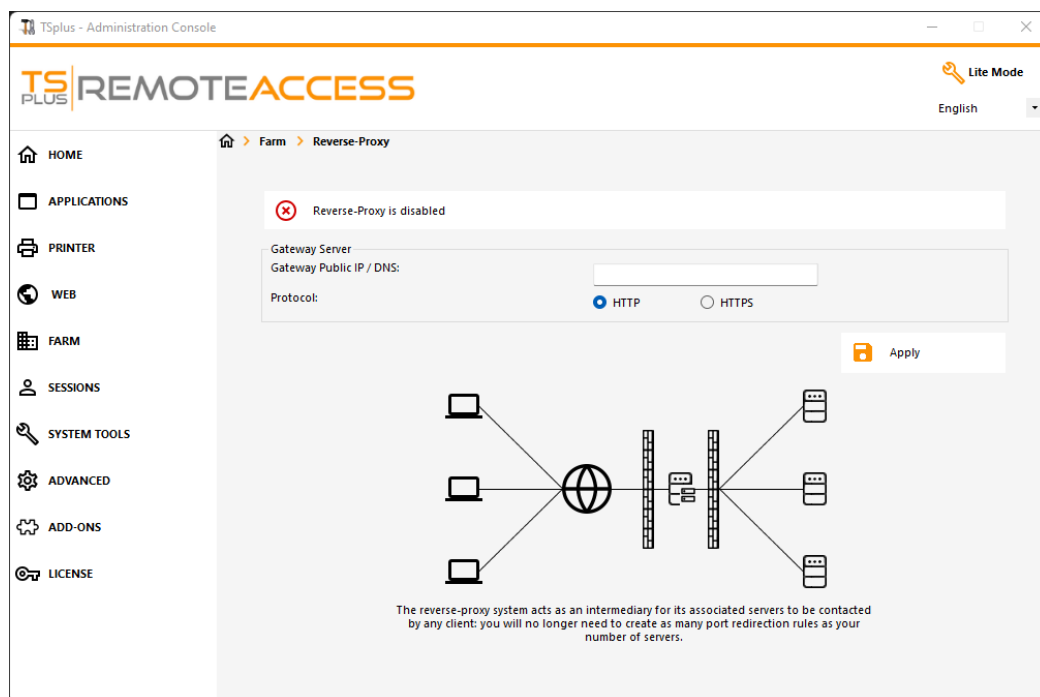 TSplus - Administration Console
TS PLUS REMOTEACCESS
Lite Mode
English
Farm Reverse-Proxy
HOME
APPLICATIONS
PRINTER
WEB
FARM
SESSIONS
SYSTEM TOOLS
ADVANCED
ADD-ONS
LICENSE
Reverse-Proxy is disabled
Gateway Server
Gateway Public IP / DNS:
Protocol:
HTTP HTTPS
Apply
The reverse-proxy system acts as an intermediary for its associated servers to be contacted
by any client: you will no longer need to create as many port redirection rules as your
number of servers.